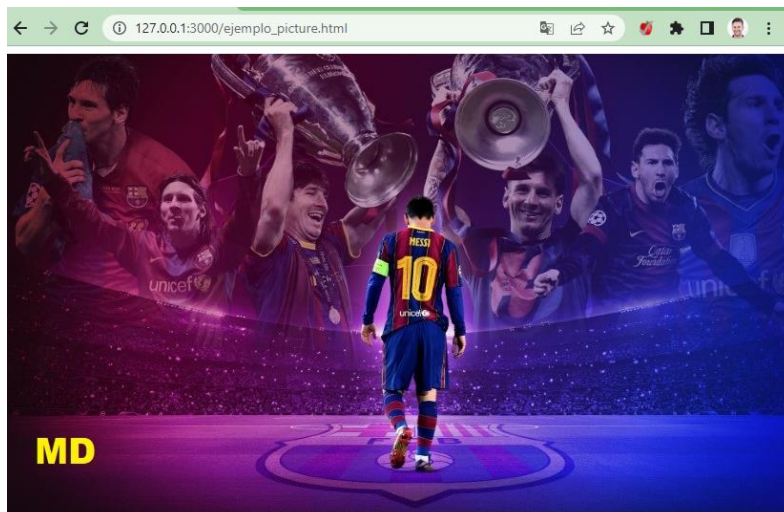 127.0.0.1:3000/ejemplo_picture.html
unicef
Qatar
Foundation
unicef
MESSI
10
unicef
MD